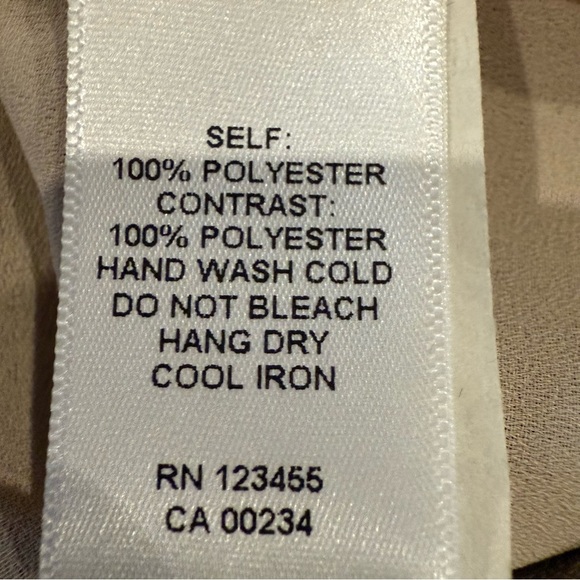 SELF:
100% POLYESTER
CONTRAST:
100% POLYESTER
HAND WASH COLD
DO NOT BLEACH
HANG DRY
COOL IRON
RN 123455
CA 00234